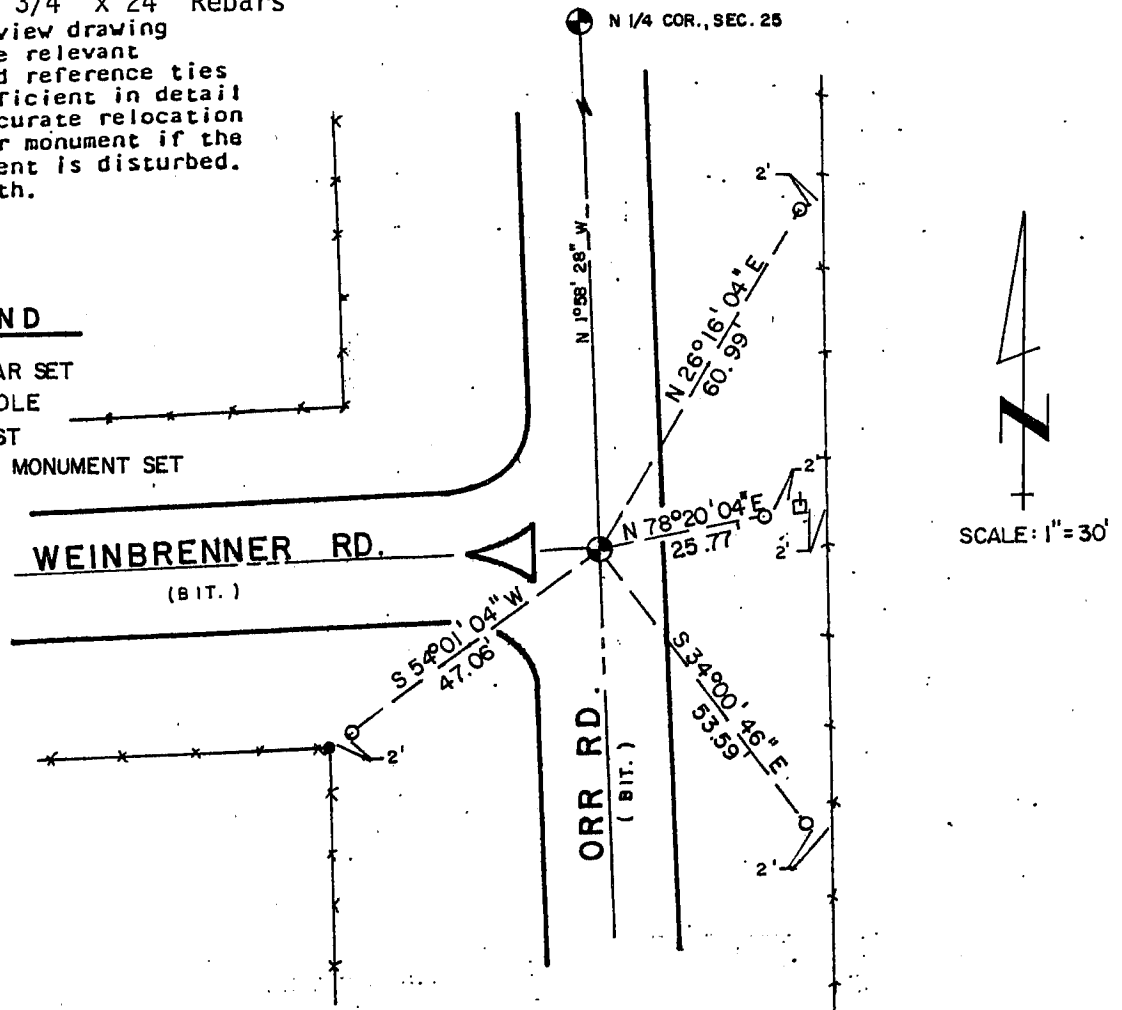 3/4" X 24" Rebars
view drawing
e relevant
d reference ties
ficient in detail
curate relocation
r monument if the
ent is disturbed.
th.
N 1/4 COR., SEC. 25
2'
N 1°58' 28" W
N 26°16' 04" E
60.99'
ND
AR SET
OLE
ST
MONUMENT SET
2'
N 78°20'04" E
25.77'
2'
N
SCALE: 1"=30'
WEINBRENNER RD.
(BIT.)
S 54°01' 04" W
47.06'
2'
S 34°00' 46" E
53.59'
ORR RD.
(BIT.)
2'